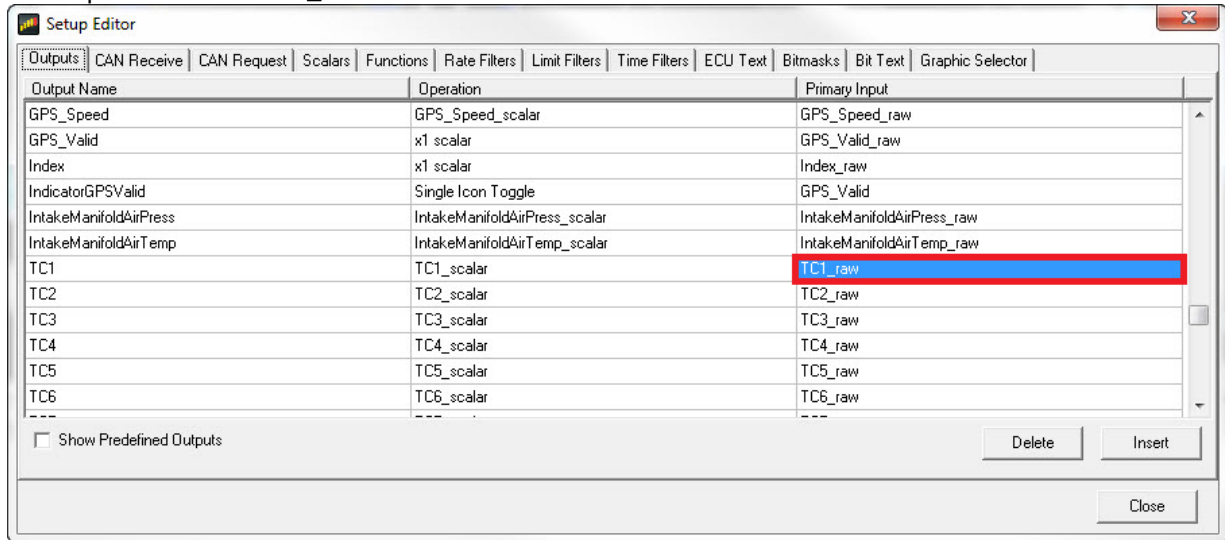 Setup Editor
Outputs CAN Receive CAN Request Scalars Functions Rate Filters Limit Filters Time Filters ECU Text Bitmasks Bit Text Graphic Selector
Output Name Operation Primary Input
GPS_Speed GPS_Speed_scalar GPS_Speed_raw
GPS_Valid x1 scalar GPS_Valid_raw
Index x1 scalar Index_raw
IndicatorGPSValid Single Icon Toggle GPS_Valid
IntakeManifoldAirPress IntakeManifoldAirPress_scalar IntakeManifoldAirPress_raw
IntakeManifoldAirTemp IntakeManifoldAirTemp_scalar IntakeManifoldAirTemp_raw
TC1 TC1_scalar TC1_raw
TC2 TC2_scalar TC2_raw
TC3 TC3_scalar TC3_raw
TC4 TC4_scalar TC4_raw
TC5 TC5_scalar TC5_raw
TC6 TC6_scalar TC6_raw
Show Predefined Outputs Delete Insert
Close